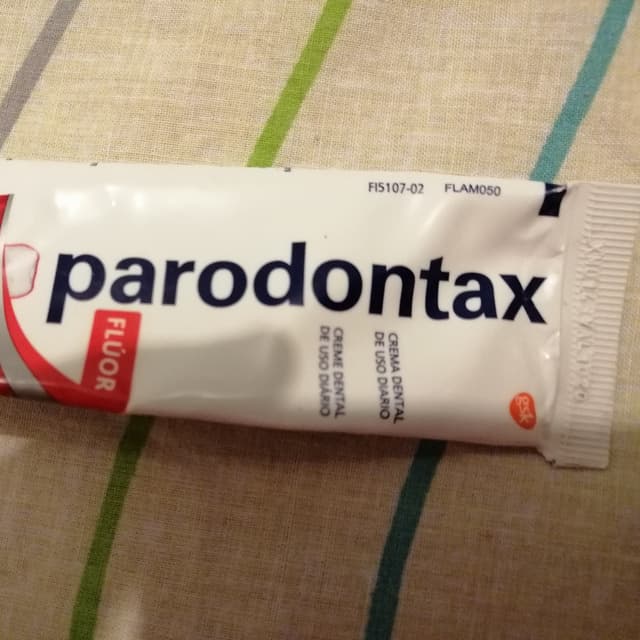 FI5107-02 FLAM050
parodontax
FLÚOR
CREME DENTAL
DE USO DIÁRIO
CREMA DENTAL
DE USO DIARIO
gsk